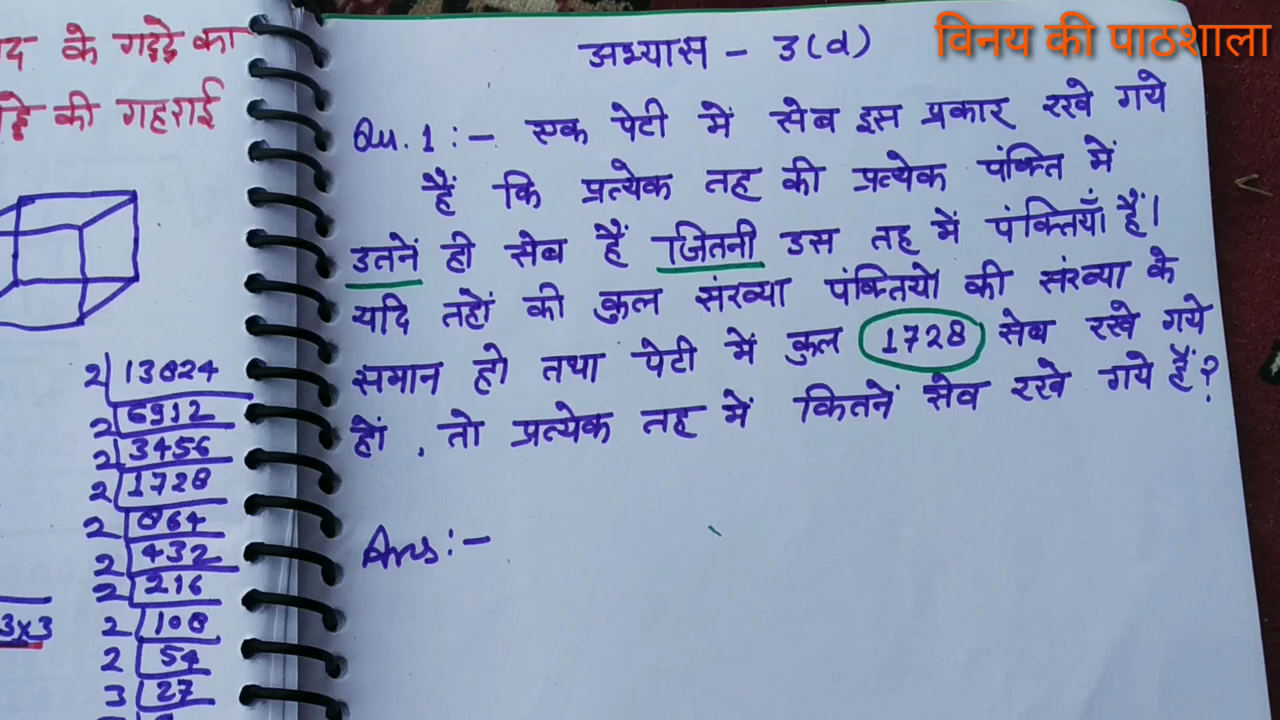 विनय की पाठशाला
के गड्ढे का
की गहराई
2 13824
2 6912
2 3456
2 1728
2 864
2 432
2 216
2 108
2 54
3 27
3×3
अभ्यास - 3(d)
Qu. 1 :- एक पेटी में सेब इस प्रकार रखे गये
हैं कि प्रत्येक तह की प्रत्येक पंक्ति में
उतनें ही सेब हैं जितनी उस तह में पंक्तियाँ हैं।
यदि तहों की कुल संख्या पंक्तियों की संख्या के
समान हो तथा पेटी में कुल 1728 सेब रखे गये
हों , तो प्रत्येक तह में कितनें सेव रखे गये हैं?
Ans :-